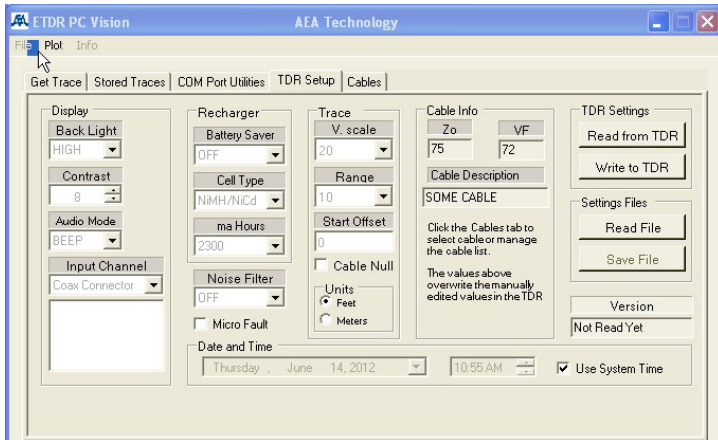 AEA ETDR PC Vision AEA Technology
File Plot Info
Get Trace Stored Traces COM Port Utilities TDR Setup Cables
Display
Back Light
HIGH
Contrast
8
Audio Mode
BEEP
Input Channel
Coax Connector
Recharger
Battery Saver
OFF
Cell Type
NiMH/NiCd
ma Hours
2300
Noise Filter
OFF
Micro Fault
Trace
V. scale
20
Range
10
Start Offset
0
Cable Null
Units
Feet
Meters
Cable Info
Zo VF
75 72
Cable Description
SOME CABLE
Click the Cables tab to
select cable or manage
the cable list.
The values above
overwrite the manually
edited values in the TDR
TDR Settings
Read from TDR
Write to TDR
Settings Files
Read File
Save File
Version
Not Read Yet
Date and Time
Thursday , June 14, 2012 10:55 AM Use System Time